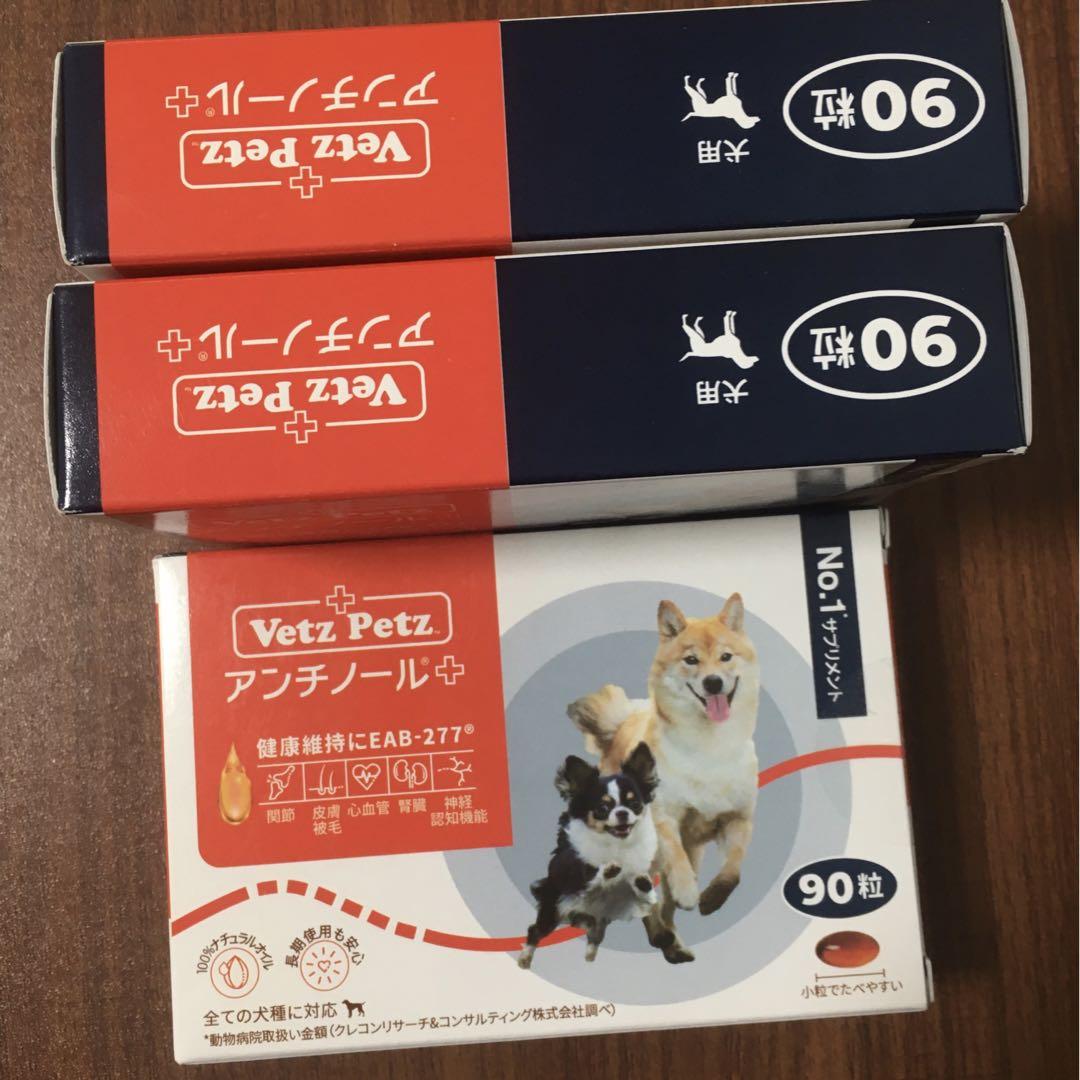 アンチノール®
Vetz Petz™
犬用
90粒
アンチノール®
Vetz Petz™
犬用
90粒
Vetz Petz™
アンチノール®
健康維持にEAB-277®
関節
皮膚
被毛
心血管
腎臓
神経
認知機能
No.1*サプリメント
90粒
小粒でたべやすい
100%ナチュラルオイル
長期使用も安心
全ての犬種に対応
*動物病院取扱い金額(クレコンリサーチ&コンサルティング株式会社調べ)